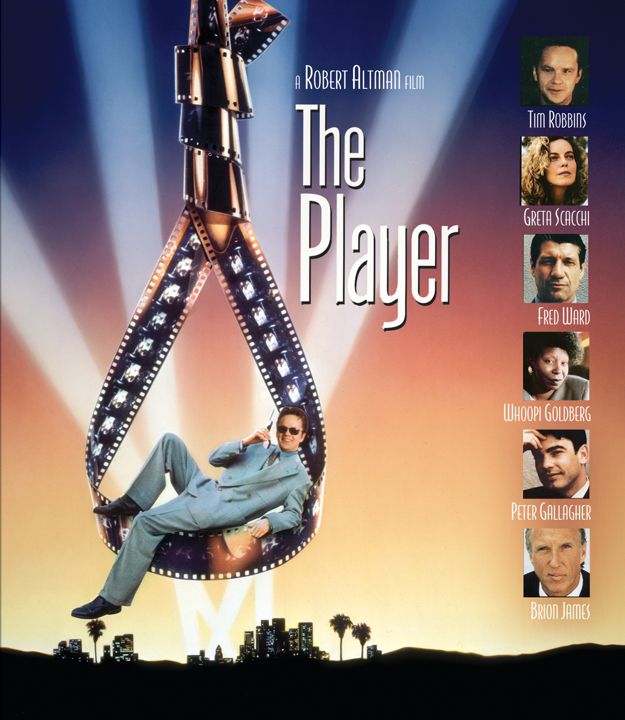 A Robert Altman Film
The
Player
Tim Robbins
Greta Scacchi
Fred Ward
Whoopi Goldberg
Peter Gallagher
Brion James